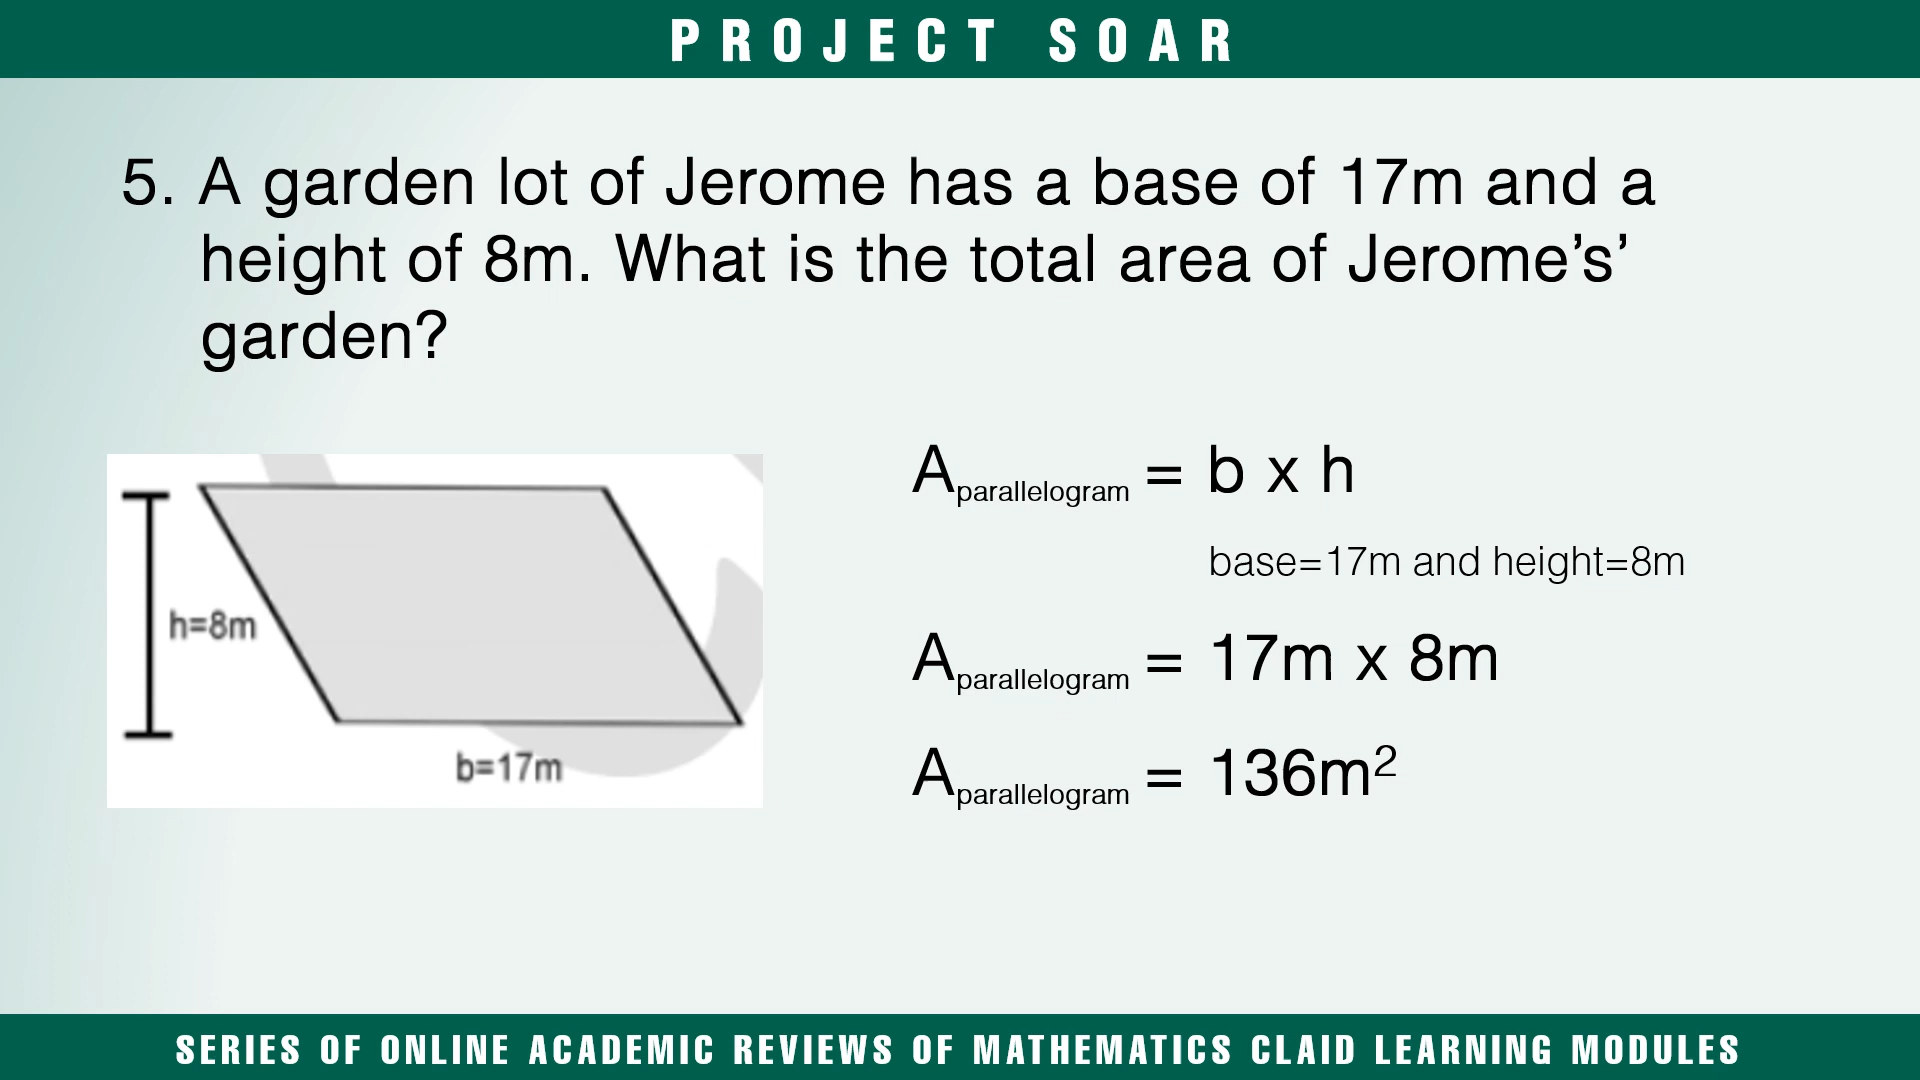 PROJECT SOAR
5. A garden lot of Jerome has a base of 17m and a
height of 8m. What is the total area of Jerome’s’
garden?
h=8m
b=17m
Aparallelogram = b x h
base=17m and height=8m
Aparallelogram = 17m x 8m
Aparallelogram = 136m²
SERIES OF ONLINE ACADEMIC REVIEWS OF MATHEMATICS CLAID LEARNING MODULES